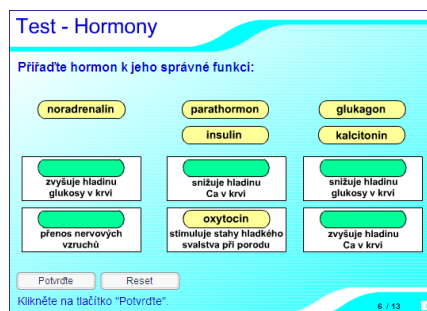 Test - Hormony
Přiřaďte hormon k jeho správné funkci:
noradrenalin
parathormon
glukagon
insulin
kalcitonin
zvyšuje hladinu
glukosy v krvi
snižuje hladinu
Ca v krvi
snižuje hladinu
glukosy v krvi
přenos nervových
vzruchů
oxytocin
stimuluje stahy hladkého
svalstva při porodu
zvyšuje hladinu
Ca v krvi
Potvrďte
Reset
Klikněte na tlačítko "Potvrďte".
6 / 13